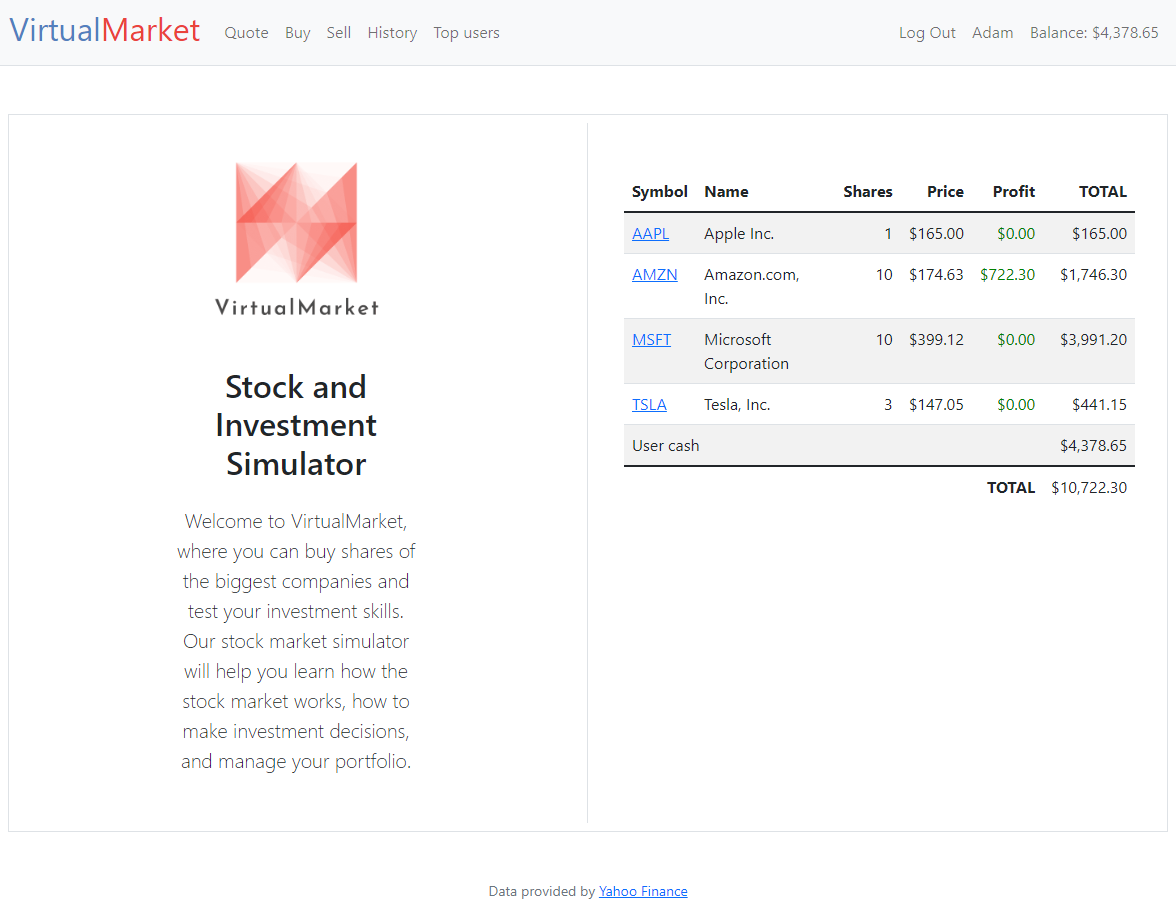 VirtualMarket Quote Buy Sell History Top users Log Out Adam Balance: $4,378.65
VirtualMarket
Stock and
Investment
Simulator
Welcome to VirtualMarket,
where you can buy shares of
the biggest companies and
test your investment skills.
Our stock market simulator
will help you learn how the
stock market works, how to
make investment decisions,
and manage your portfolio.
Symbol Name Shares Price Profit TOTAL
AAPL Apple Inc. 1 $165.00 $0.00 $165.00
AMZN Amazon.com, 10 $174.63 $722.30 $1,746.30
Inc.
MSFT Microsoft 10 $399.12 $0.00 $3,991.20
Corporation
TSLA Tesla, Inc. 3 $147.05 $0.00 $441.15
User cash $4,378.65
TOTAL $10,722.30
Data provided by Yahoo Finance